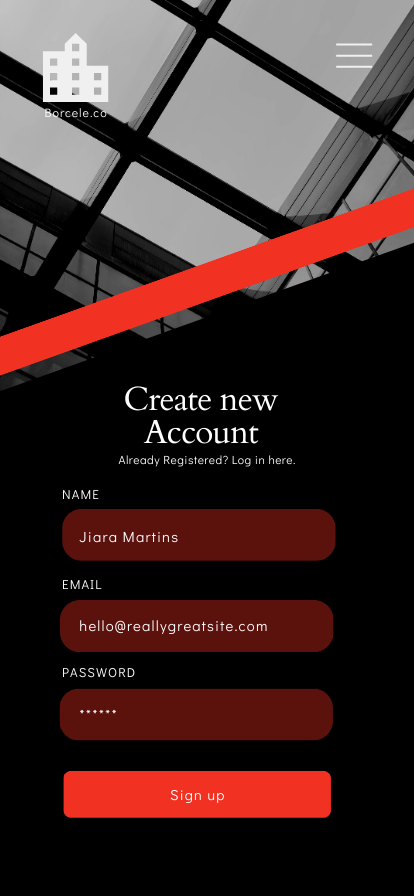 Borcele.co
Create new
Account
Already Registered? Log in here.
NAME
Jiara Martins
EMAIL
hello@reallygreatsite.com
PASSWORD
******
Sign up